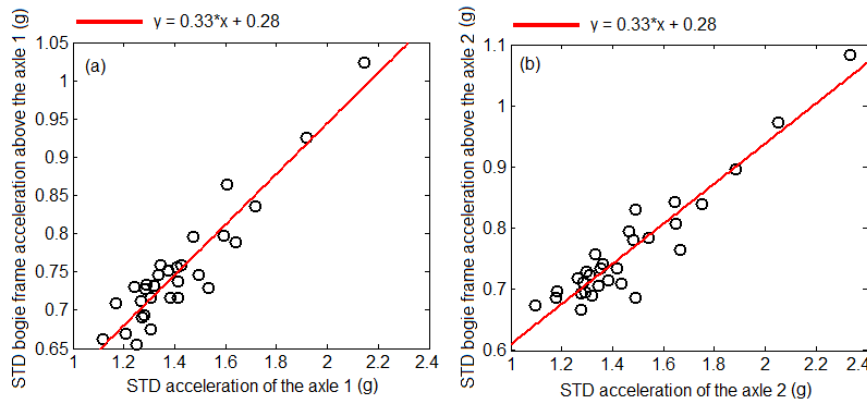 y = 0.33*x + 0.28
(a)
STD bogie frame acceleration above the axle 1 (g)
1.05
1
0.95
0.9
0.85
0.8
0.75
0.7
0.65
1 1.2 1.4 1.6 1.8 2 2.2 2.4
STD acceleration of the axle 1 (g)
y = 0.33*x + 0.28
(b)
STD bogie frame acceleration above the axle 2 (g)
1.1
1
0.9
0.8
0.7
0.6
1 1.2 1.4 1.6 1.8 2 2.2 2.4
STD acceleration of the axle 2 (g)